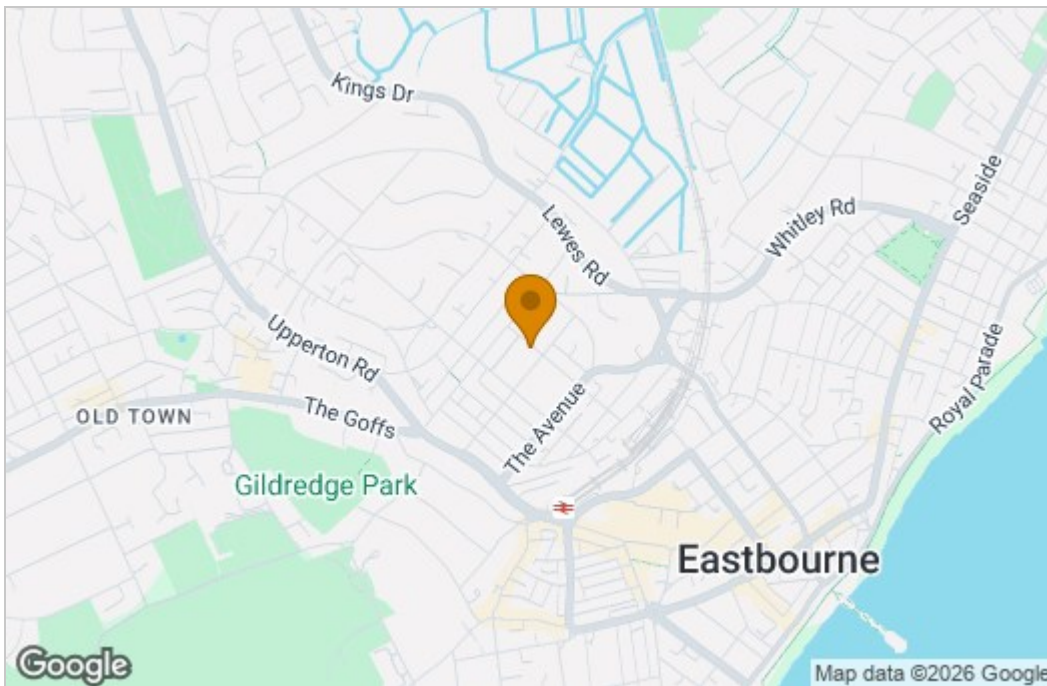 Kings Dr
Lewes Rd
Whitley Rd
Seaside
Upperton Rd
The Goffs
OLD TOWN
The Avenue
Royal Parade
Gildredge Park
Eastbourne
Google
Map data ©2026 Google